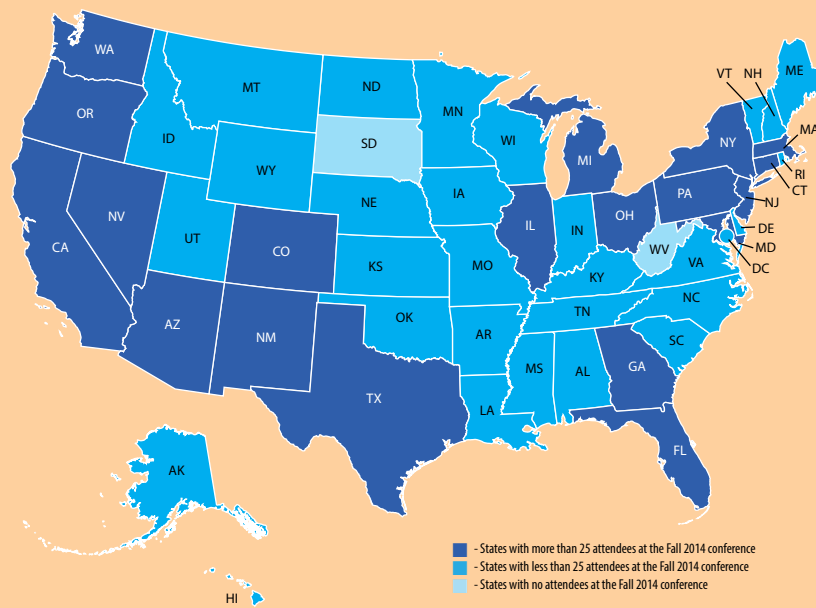 WA
MT
ND
MN
ME
VT
NH
OR
ID
SD
WI
MI
NY
MA
WY
RI
CT
NE
IA
PA
NJ
NV
UT
CO
IL
IN
OH
DE
CA
KS
MO
WV
MD
VA
DC
KY
NC
AZ
NM
OK
AR
TN
SC
MS
AL
GA
TX
LA
FL
AK
HI
- States with more than 25 attendees at the Fall 2014 conference
- States with less than 25 attendees at the Fall 2014 conference
- States with no attendees at the Fall 2014 conference